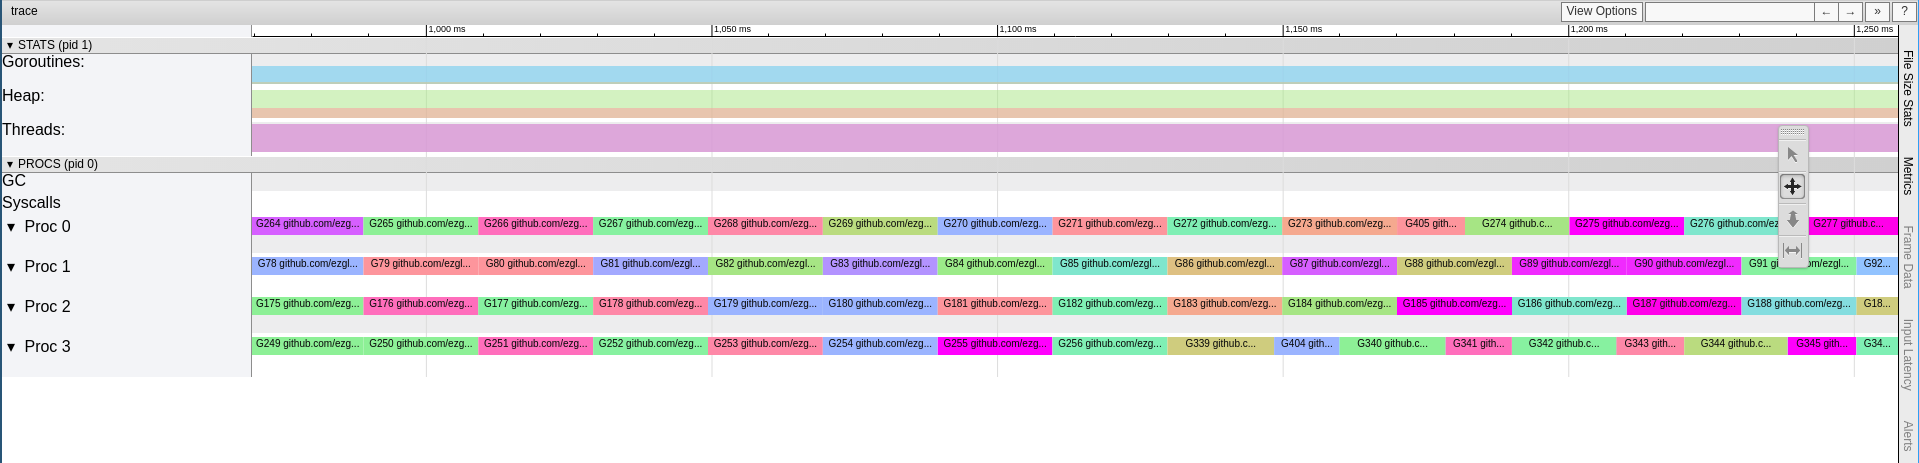 trace
View Options ← → » ?
1,000 ms 1,050 ms 1,100 ms 1,150 ms 1,200 ms 1,250 ms
▼ STATS (pid 1)
Goroutines:
Heap:
Threads:
▼ PROCS (pid 0)
GC
Syscalls
▼ Proc 0 G264 github.com/ezg... G265 github.com/ezg... G266 github.com/ezg... G267 github.com/ezg... G268 github.com/ezg... G269 github.com/ezg... G270 github.com/ezg... G271 github.com/ezg... G272 github.com/ezg... G273 github.com/ezg... G405 gith... G274 github.c... G275 github.com/ezg... G276 github.com/ez G277 github.c...
▼ Proc 1 G78 github.com/ezgl... G79 github.com/ezgl... G80 github.com/ezgl... G81 github.com/ezgl... G82 github.com/ezgl... G83 github.com/ezgl... G84 github.com/ezgl... G85 github.com/ezgl... G86 github.com/ezgl... G87 github.com/ezgl... G88 github.com/ezgl... G89 github.com/ezgl... G90 github.com/ezgl... G91 gi om/ezgl... G92...
▼ Proc 2 G175 github.com/ezg... G176 github.com/ezg... G177 github.com/ezg... G178 github.com/ezg... G179 github.com/ezg... G180 github.com/ezg... G181 github.com/ezg... G182 github.com/ezg... G183 github.com/ezg... G184 github.com/ezg... G185 github.com/ezg... G186 github.com/ezg... G187 github.com/ezg... G188 github.com/ezg... G18...
▼ Proc 3 G249 github.com/ezg... G250 github.com/ezg... G251 github.com/ezg... G252 github.com/ezg... G253 github.com/ezg... G254 github.com/ezg... G255 github.com/ezg... G256 github.com/ezg... G339 github.c... G404 gith... G340 github.c... G341 gith... G342 github.c... G343 gith... G344 github.c... G345 gith... G34...
File Size Stats
Metrics
Frame Data
Input Latency
Alerts